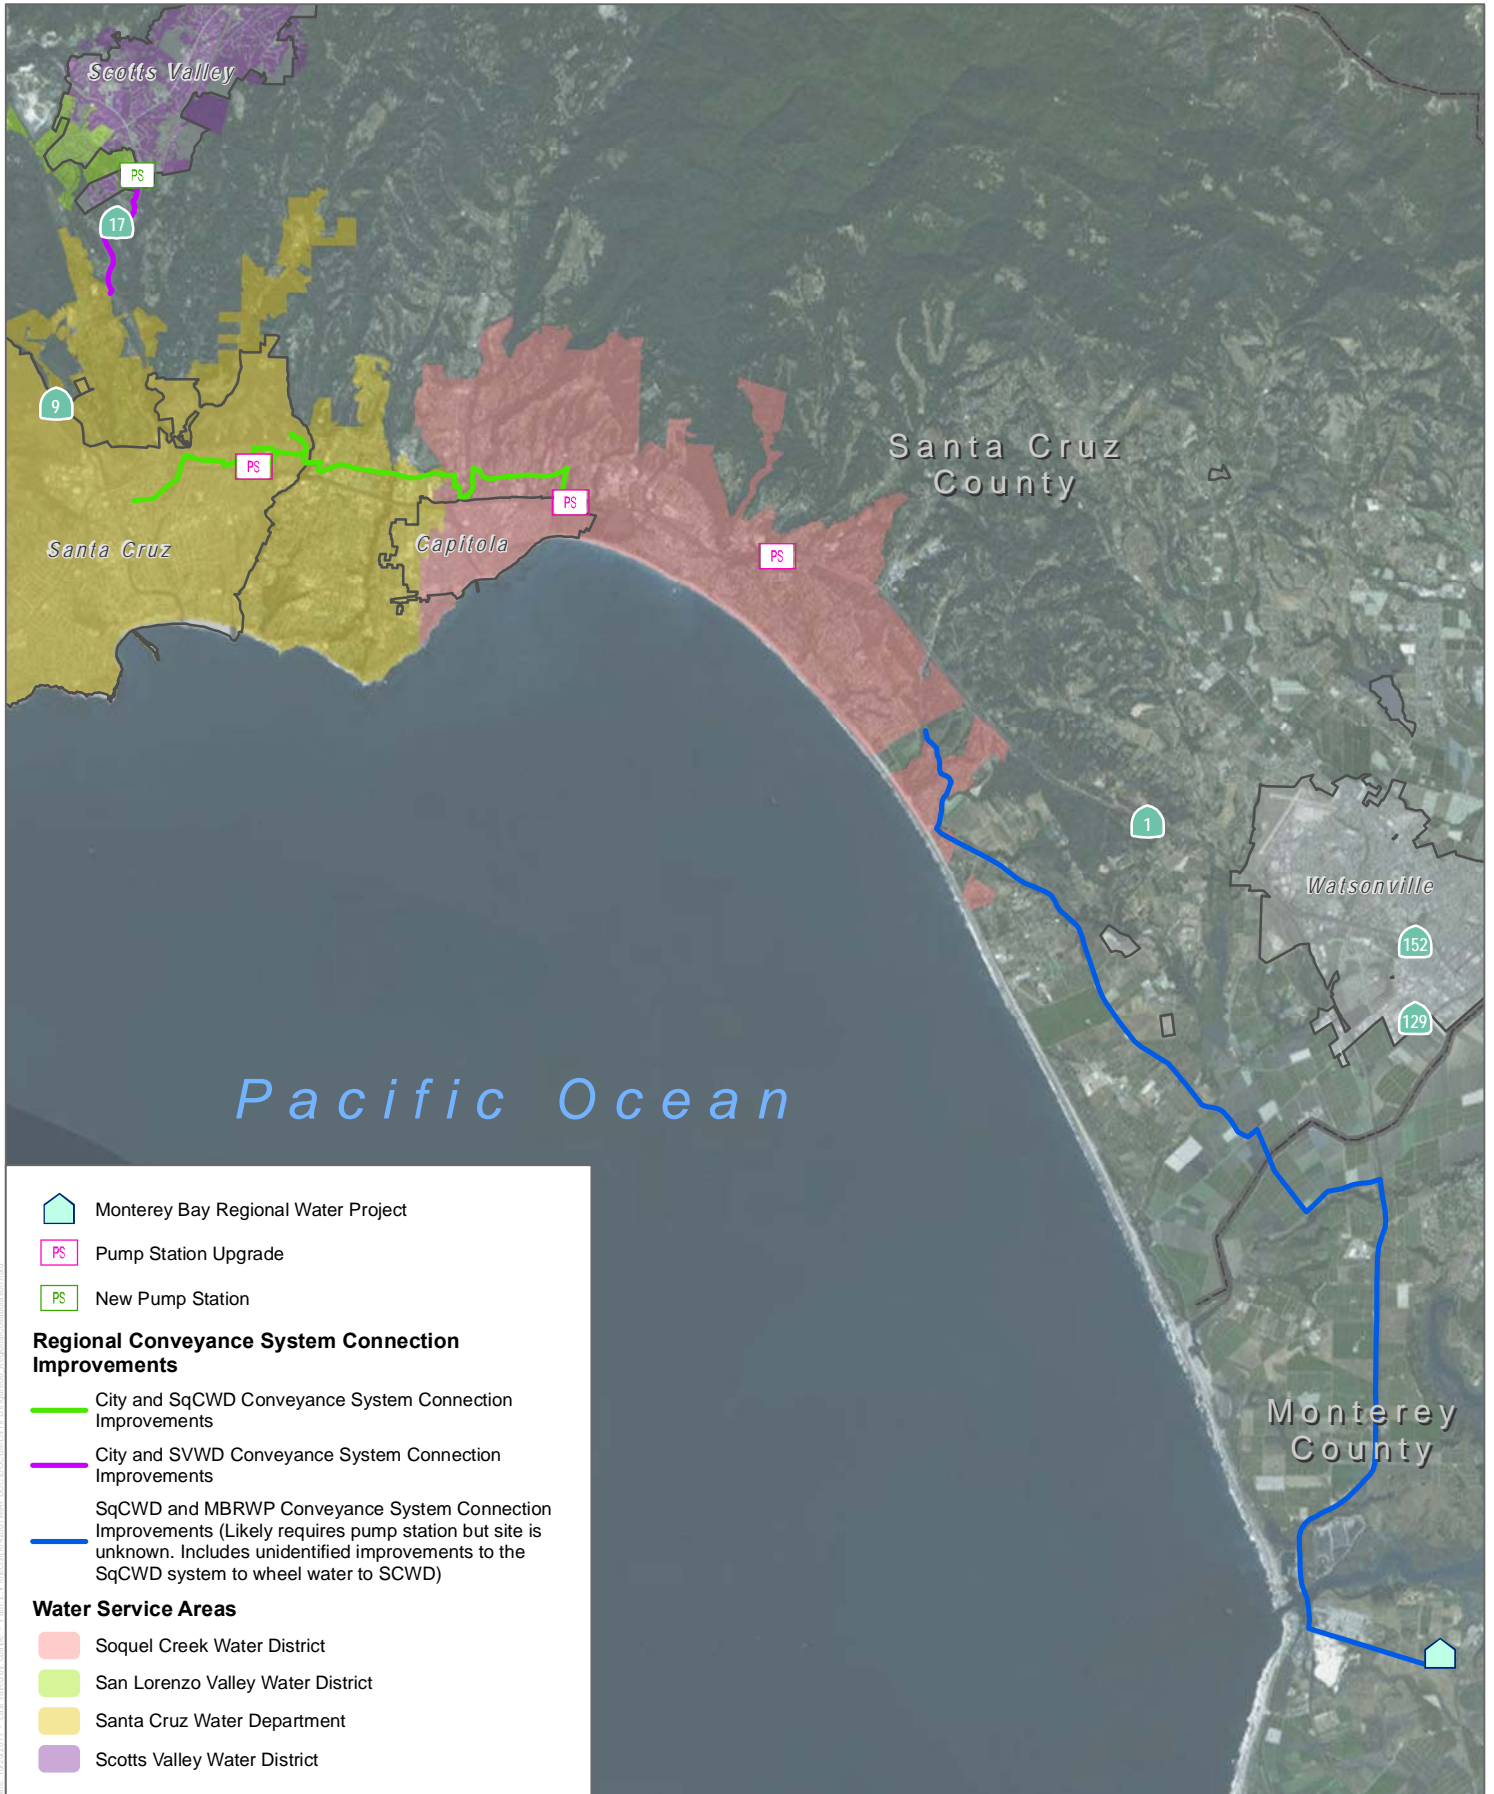 Scotts Valley
PS
17
9
PS
Santa Cruz
County
PS
Santa Cruz
Capitola
PS
1
Watsonville
152
129
Pacific Ocean
Monterey Bay Regional Water Project
PS Pump Station Upgrade
PS New Pump Station
Regional Conveyance System Connection
Improvements
City and SqCWD Conveyance System Connection
Improvements
City and SVWD Conveyance System Connection
Improvements
SqCWD and MBRWP Conveyance System Connection
Improvements (Likely requires pump station but site is
unknown. Includes unidentified improvements to the
SqCWD system to wheel water to SCWD)
Water Service Areas
Soquel Creek Water District
San Lorenzo Valley Water District
Santa Cruz Water Department
Scotts Valley Water District
Monterey
County